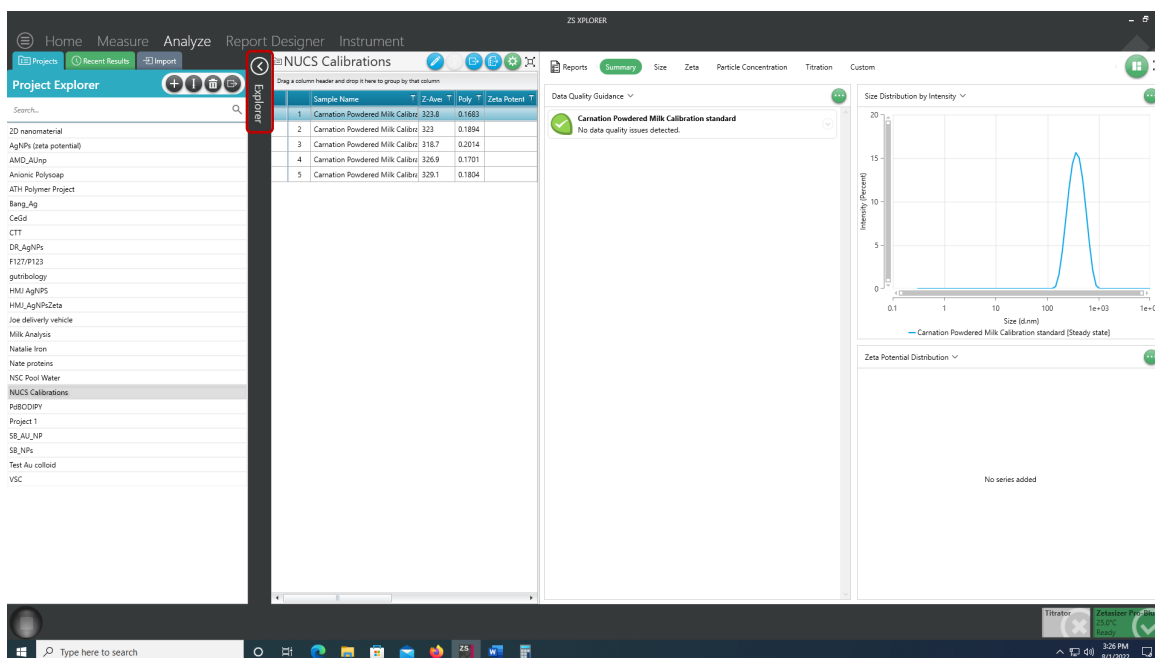 ZS XPLORER
Home Measure Analyze Report Designer Instrument
Projects Recent Results Import
Project Explorer
Search...
2D nanomaterial
AgNPs (zeta potential)
AMD_AUnp
Anionic Polysoap
ATH Polymer Project
Bang_Ag
CeGd
CTT
DR_AgNPs
F127/P123
gutribology
HMJ AgNPS
HMJ_AgNPsZeta
Joe deliverly vehicle
Milk Analysis
Natalie Iron
Nate proteins
NSC Pool Water
NUCS Calibrations
PdBODIPY
Project 1
SB_AU_NP
SB_NPs
Test Au colloid
VSC
Explorer
NUCS Calibrations
Drag a column header and drop it here to group by that column
Sample Name Z-Aver Poly Zeta Potent
1 Carnation Powdered Milk Calibra 323.8 0.1683
2 Carnation Powdered Milk Calibra 323 0.1894
3 Carnation Powdered Milk Calibra 318.7 0.2014
4 Carnation Powdered Milk Calibra 326.9 0.1701
5 Carnation Powdered Milk Calibra 329.1 0.1804
Reports Summary Size Zeta Particle Concentration Titration Custom
Data Quality Guidance
Carnation Powdered Milk Calibration standard
No data quality issues detected.
Size Distribution by Intensity
Intensity (Percent)
20
15
10
5
0
0.1 1 10 100 1e+03
Size (d.nm)
Carnation Powdered Milk Calibration standard [Steady state]
Zeta Potential Distribution
No series added
Titrator
Zetasizer Pro-Blu
25.0°C
Ready
Type here to search
ZS
3:26 PM
8/1/2022